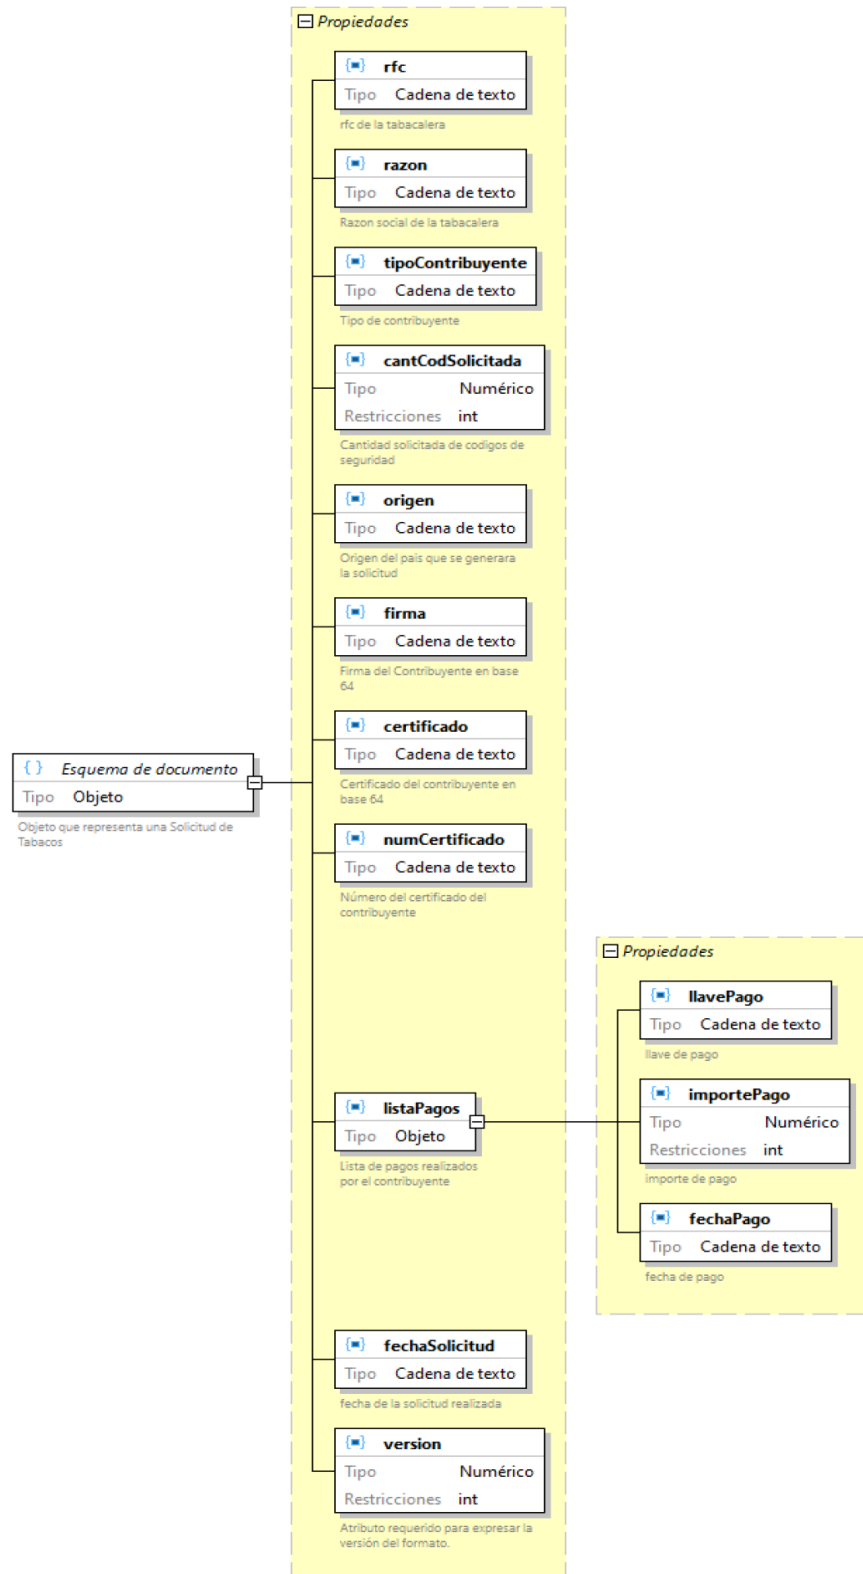 Propiedades
rfc
Tipo Cadena de texto
rfc de la tabacalera
razon
Tipo Cadena de texto
Razon social de la tabacalera
tipoContribuyente
Tipo Cadena de texto
Tipo de contribuyente
cantCodSolicitada
Tipo Numérico
Restricciones int
Cantidad solicitada de codigos de
seguridad
origen
Tipo Cadena de texto
Origen del pais que se generara
la solicitud
firma
Tipo Cadena de texto
Firma del Contribuyente en base
64
certificado
Tipo Cadena de texto
Certificado del contribuyente en
base 64
Esquema de documento
Tipo Objeto
Objeto que representa una Solicitud de
Tabacos
numCertificado
Tipo Cadena de texto
Número del certificado del
contribuyente
listaPagos
Tipo Objeto
Lista de pagos realizados
por el contribuyente
Propiedades
llavePago
Tipo Cadena de texto
llave de pago
importePago
Tipo Numérico
Restricciones int
importe de pago
fechaPago
Tipo Cadena de texto
fecha de pago
fechaSolicitud
Tipo Cadena de texto
fecha de la solicitud realizada
version
Tipo Numérico
Restricciones int
Atributo requerido para expresar la
versión del formato.